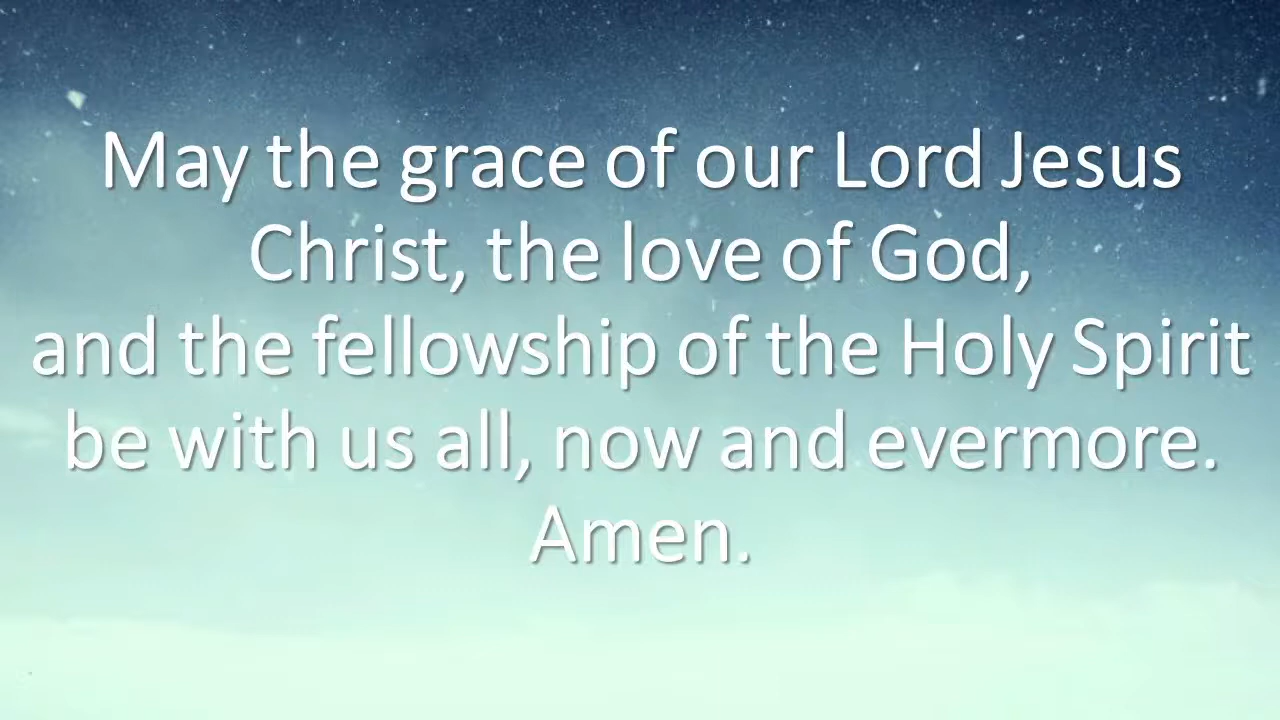 May the grace of our Lord Jesus
Christ, the love of God,
and the fellowship of the Holy Spirit
be with us all, now and evermore.
Amen.